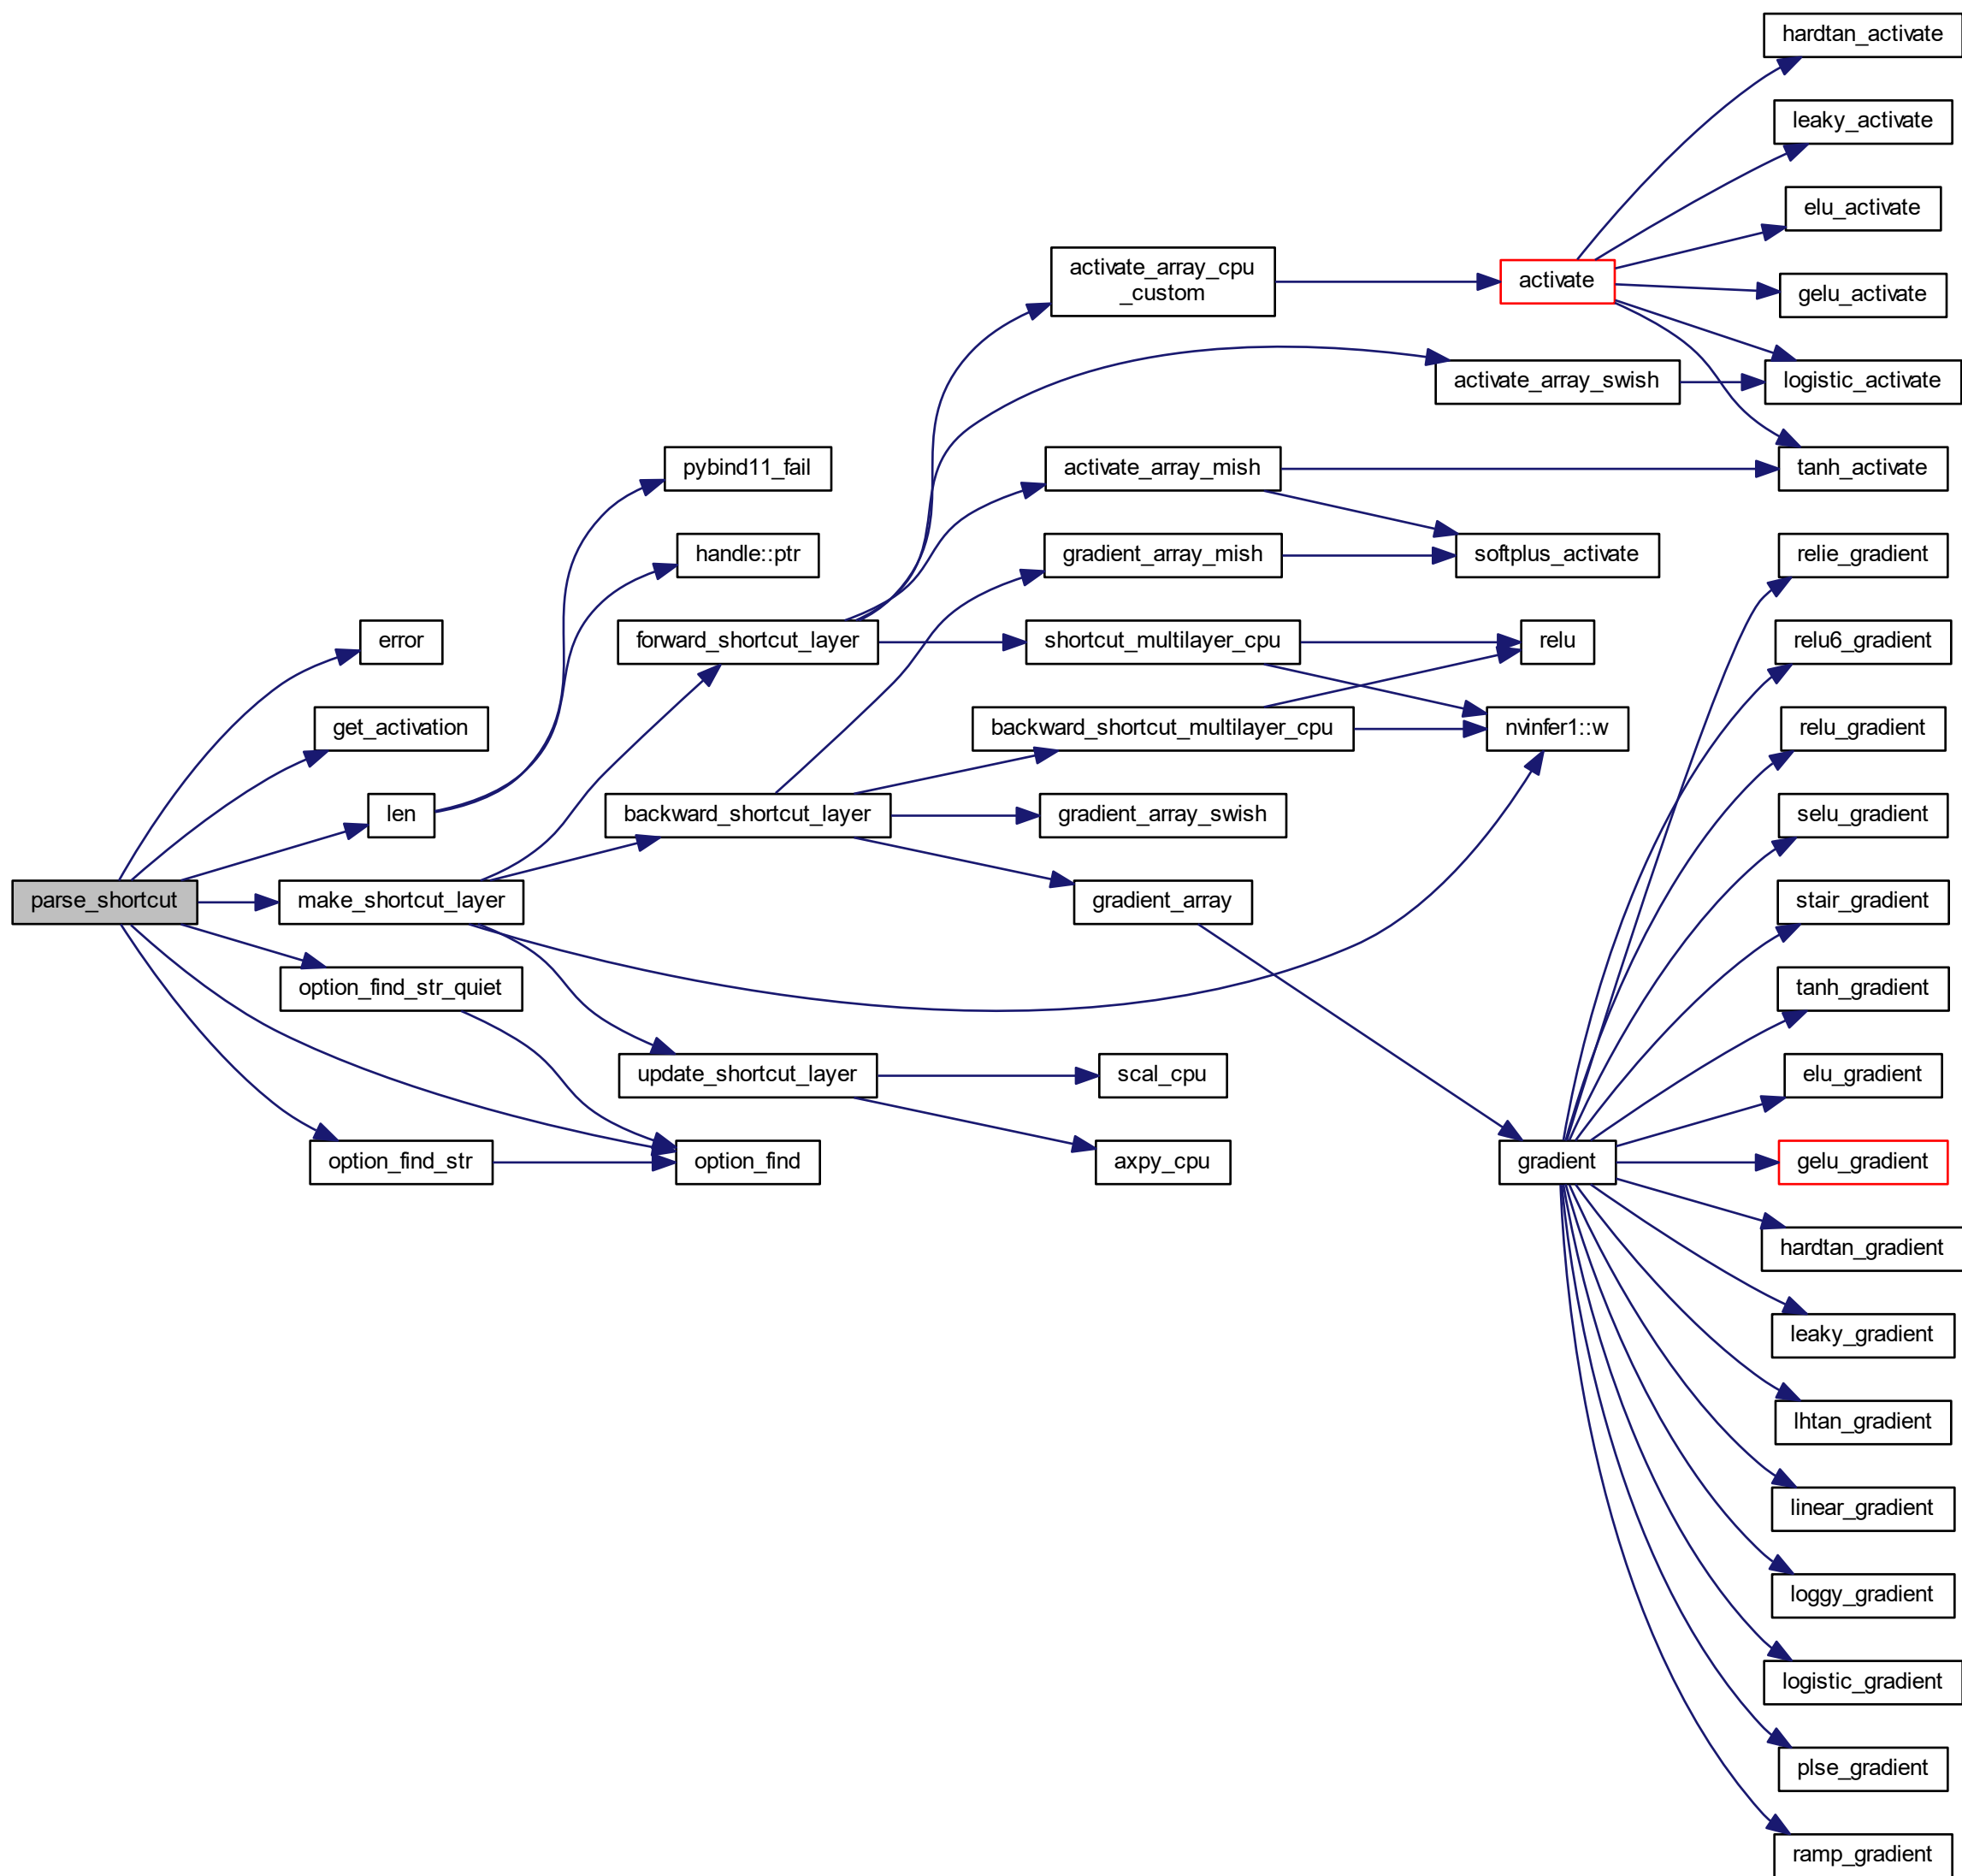 hardtan_activate
leaky_activate
elu_activate
activate_array_cpu
_custom
activate
gelu_activate
activate_array_swish
logistic_activate
pybind11_fail
activate_array_mish
tanh_activate
handle::ptr
gradient_array_mish
softplus_activate
relie_gradient
error
forward_shortcut_layer
shortcut_multilayer_cpu
relu
relu6_gradient
get_activation
backward_shortcut_multilayer_cpu
nvinfer1::w
relu_gradient
len
backward_shortcut_layer
gradient_array_swish
selu_gradient
parse_shortcut
make_shortcut_layer
gradient_array
stair_gradient
option_find_str_quiet
tanh_gradient
update_shortcut_layer
scal_cpu
elu_gradient
option_find_str
option_find
axpy_cpu
gradient
gelu_gradient
hardtan_gradient
leaky_gradient
lhtan_gradient
linear_gradient
loggy_gradient
logistic_gradient
plse_gradient
ramp_gradient